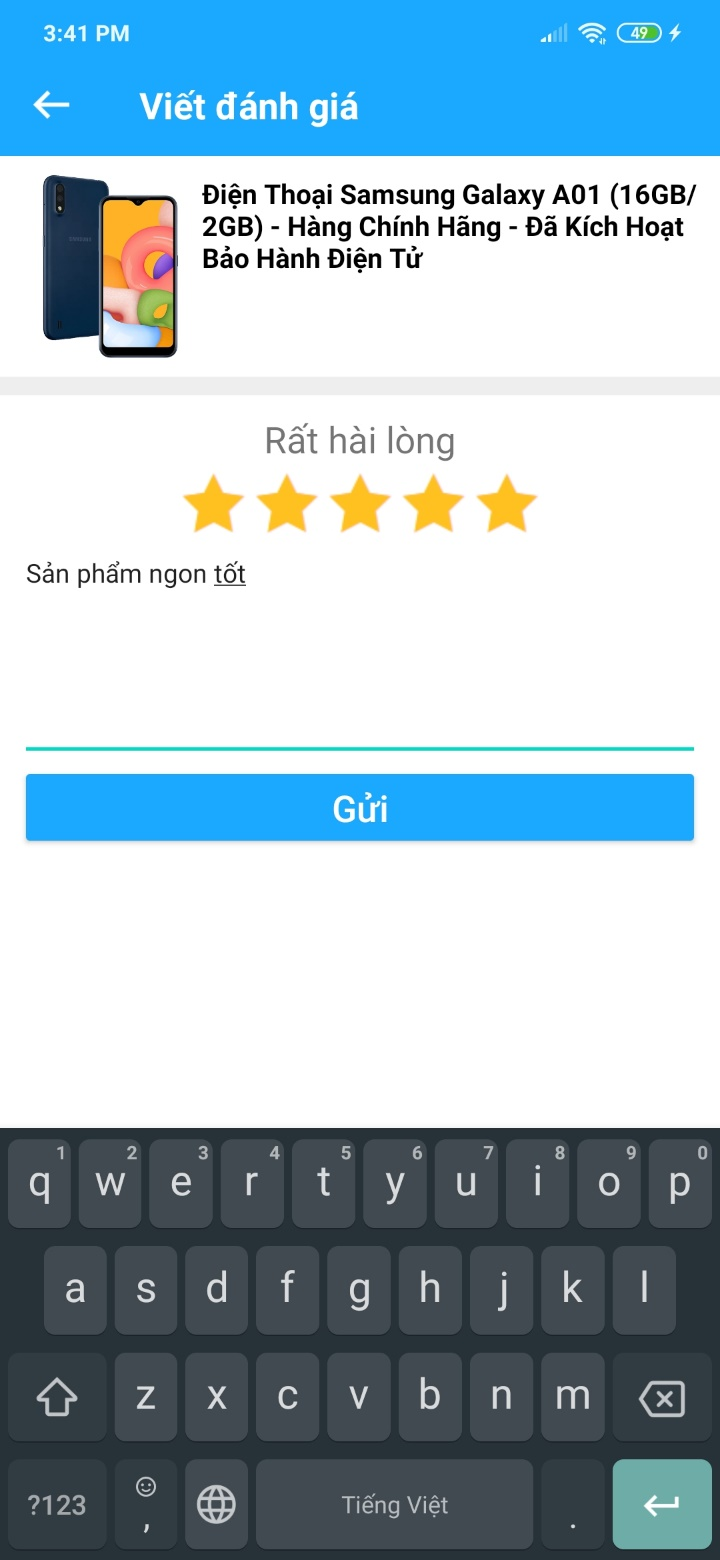 3:41 PM
49
Viết đánh giá
Điện Thoại Samsung Galaxy A01 (16GB/
2GB) - Hàng Chính Hãng - Đã Kích Hoạt
Bảo Hành Điện Tử
SAMSUNG
Rất hài lòng
Sản phẩm ngon tốt
Gửi
1 2 3 4 5 6 7 8 9 0
q w e r t y u i o p
a s d f g h j k l
z x c v b n m
?123 , Tiếng Việt .